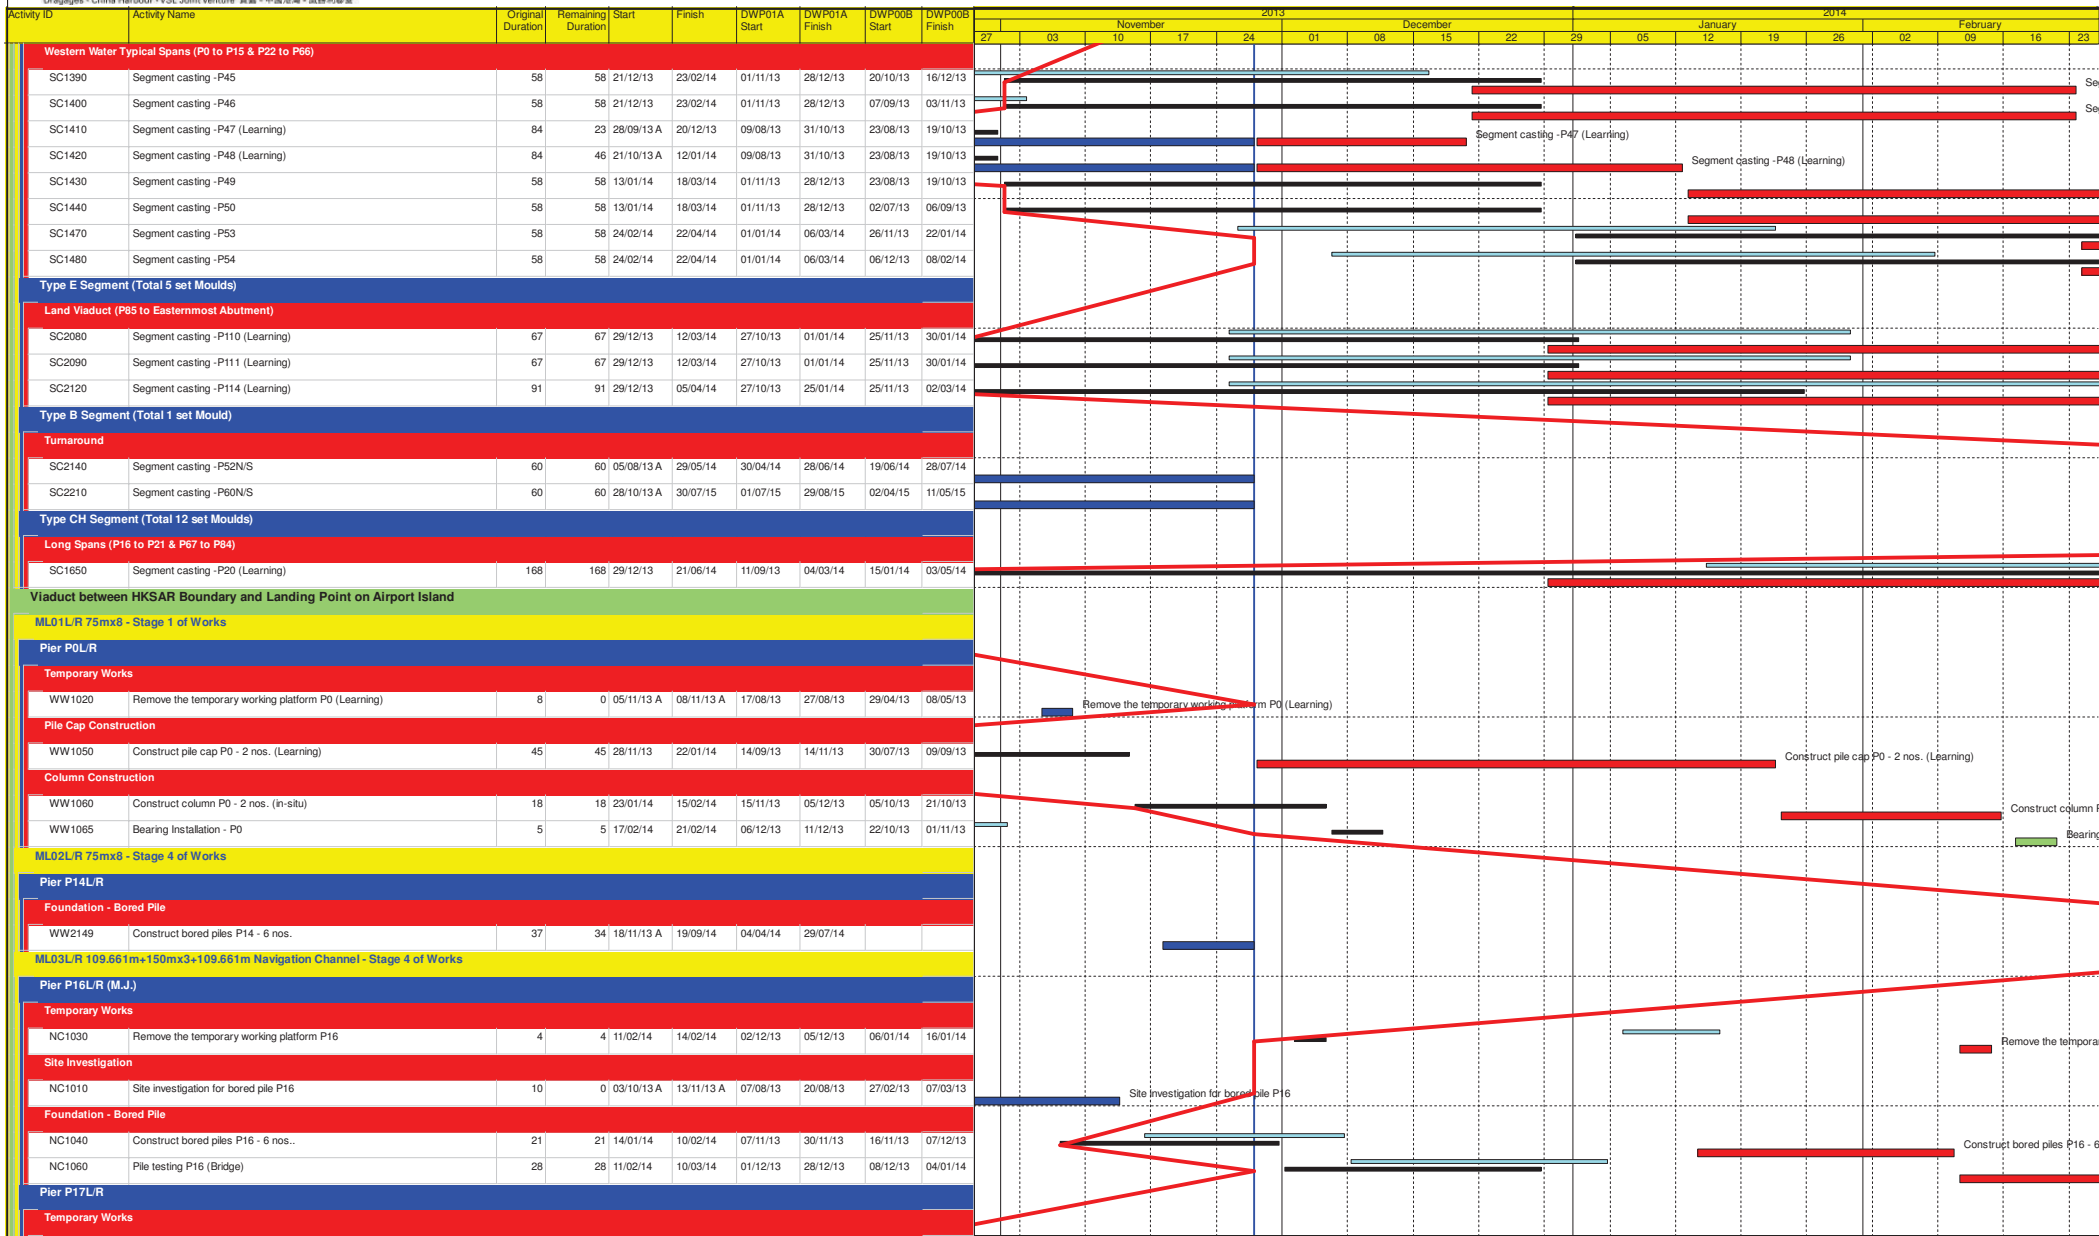 Dragages - China Harbour - VSL Joint Venture
Activity ID Activity Name Original Duration Remaining Duration Start Finish DWP01A Start DWP01A Finish DWP00B Start DWP00B Finish
2013 2014
November December January February
27 03 10 17 24 01 08 15 22 29 05 12 19 26 02 09 16 23
Western Water Typical Spans (P0 to P15 & P22 to P66)
SC1390 Segment casting -P45 58 58 21/12/13 23/02/14 01/11/13 28/12/13 20/10/13 16/12/13
Seg
SC1400 Segment casting -P46 58 58 21/12/13 23/02/14 01/11/13 28/12/13 07/09/13 03/11/13
Seg
SC1410 Segment casting -P47 (Learning) 84 23 28/09/13 A 20/12/13 09/08/13 31/10/13 23/08/13 19/10/13
Segment casting -P47 (Learning)
SC1420 Segment casting -P48 (Learning) 84 46 21/10/13 A 12/01/14 09/08/13 31/10/13 23/08/13 19/10/13
Segment casting -P48 (Learning)
SC1430 Segment casting -P49 58 58 13/01/14 18/03/14 01/11/13 28/12/13 23/08/13 19/10/13
SC1440 Segment casting -P50 58 58 13/01/14 18/03/14 01/11/13 28/12/13 02/07/13 06/09/13
SC1470 Segment casting -P53 58 58 24/02/14 22/04/14 01/01/14 06/03/14 26/11/13 22/01/14
SC1480 Segment casting -P54 58 58 24/02/14 22/04/14 01/01/14 06/03/14 06/12/13 08/02/14
Type E Segment (Total 5 set Moulds)
Land Viaduct (P85 to Easternmost Abutment)
SC2080 Segment casting -P110 (Learning) 67 67 29/12/13 12/03/14 27/10/13 01/01/14 25/11/13 30/01/14
SC2090 Segment casting -P111 (Learning) 67 67 29/12/13 12/03/14 27/10/13 01/01/14 25/11/13 30/01/14
SC2120 Segment casting -P114 (Learning) 91 91 29/12/13 05/04/14 27/10/13 25/01/14 25/11/13 02/03/14
Type B Segment (Total 1 set Mould)
Turnaround
SC2140 Segment casting -P52N/S 60 60 05/08/13 A 29/05/14 30/04/14 28/06/14 19/06/14 28/07/14
SC2210 Segment casting -P60N/S 60 60 28/10/13 A 30/07/15 01/07/15 29/08/15 02/04/15 11/05/15
Type CH Segment (Total 12 set Moulds)
Long Spans (P16 to P21 & P67 to P84)
SC1650 Segment casting -P20 (Learning) 168 168 29/12/13 21/06/14 11/09/13 04/03/14 15/01/14 03/05/14
Viaduct between HKSAR Boundary and Landing Point on Airport Island
ML01L/R 75mx8 - Stage 1 of Works
Pier P0L/R
Temporary Works
WW1020 Remove the temporary working platform P0 (Learning) 8 0 05/11/13 A 08/11/13 A 17/08/13 27/08/13 29/04/13 08/05/13
Remove the temporary working platform P0 (Learning)
Pile Cap Construction
WW1050 Construct pile cap P0 - 2 nos. (Learning) 45 45 28/11/13 22/01/14 14/09/13 14/11/13 30/07/13 09/09/13
Construct pile cap P0 - 2 nos. (Learning)
Column Construction
WW1060 Construct column P0 - 2 nos. (in-situ) 18 18 23/01/14 15/02/14 15/11/13 05/12/13 05/10/13 21/10/13
Construct column P
WW1065 Bearing Installation - P0 5 5 17/02/14 21/02/14 06/12/13 11/12/13 22/10/13 01/11/13
Bearing
ML02L/R 75mx8 - Stage 4 of Works
Pier P14L/R
Foundation - Bored Pile
WW2149 Construct bored piles P14 - 6 nos. 37 34 18/11/13 A 19/09/14 04/04/14 29/07/14
ML03L/R 109.661m+150mx3+109.661m Navigation Channel - Stage 4 of Works
Pier P16L/R (M.J.)
Temporary Works
NC1030 Remove the temporary working platform P16 4 4 11/02/14 14/02/14 02/12/13 05/12/13 06/01/14 16/01/14
Remove the temporar
Site Investigation
NC1010 Site investigation for bored pile P16 10 0 03/10/13 A 13/11/13 A 07/08/13 20/08/13 27/02/13 07/03/13
Site investigation for bored pile P16
Foundation - Bored Pile
NC1040 Construct bored piles P16 - 6 nos.. 21 21 14/01/14 10/02/14 07/11/13 30/11/13 16/11/13 07/12/13
Construct bored piles P16 - 6
NC1060 Pile testing P16 (Bridge) 28 28 11/02/14 10/03/14 01/12/13 28/12/13 08/12/13 04/01/14
Pier P17L/R
Temporary Works